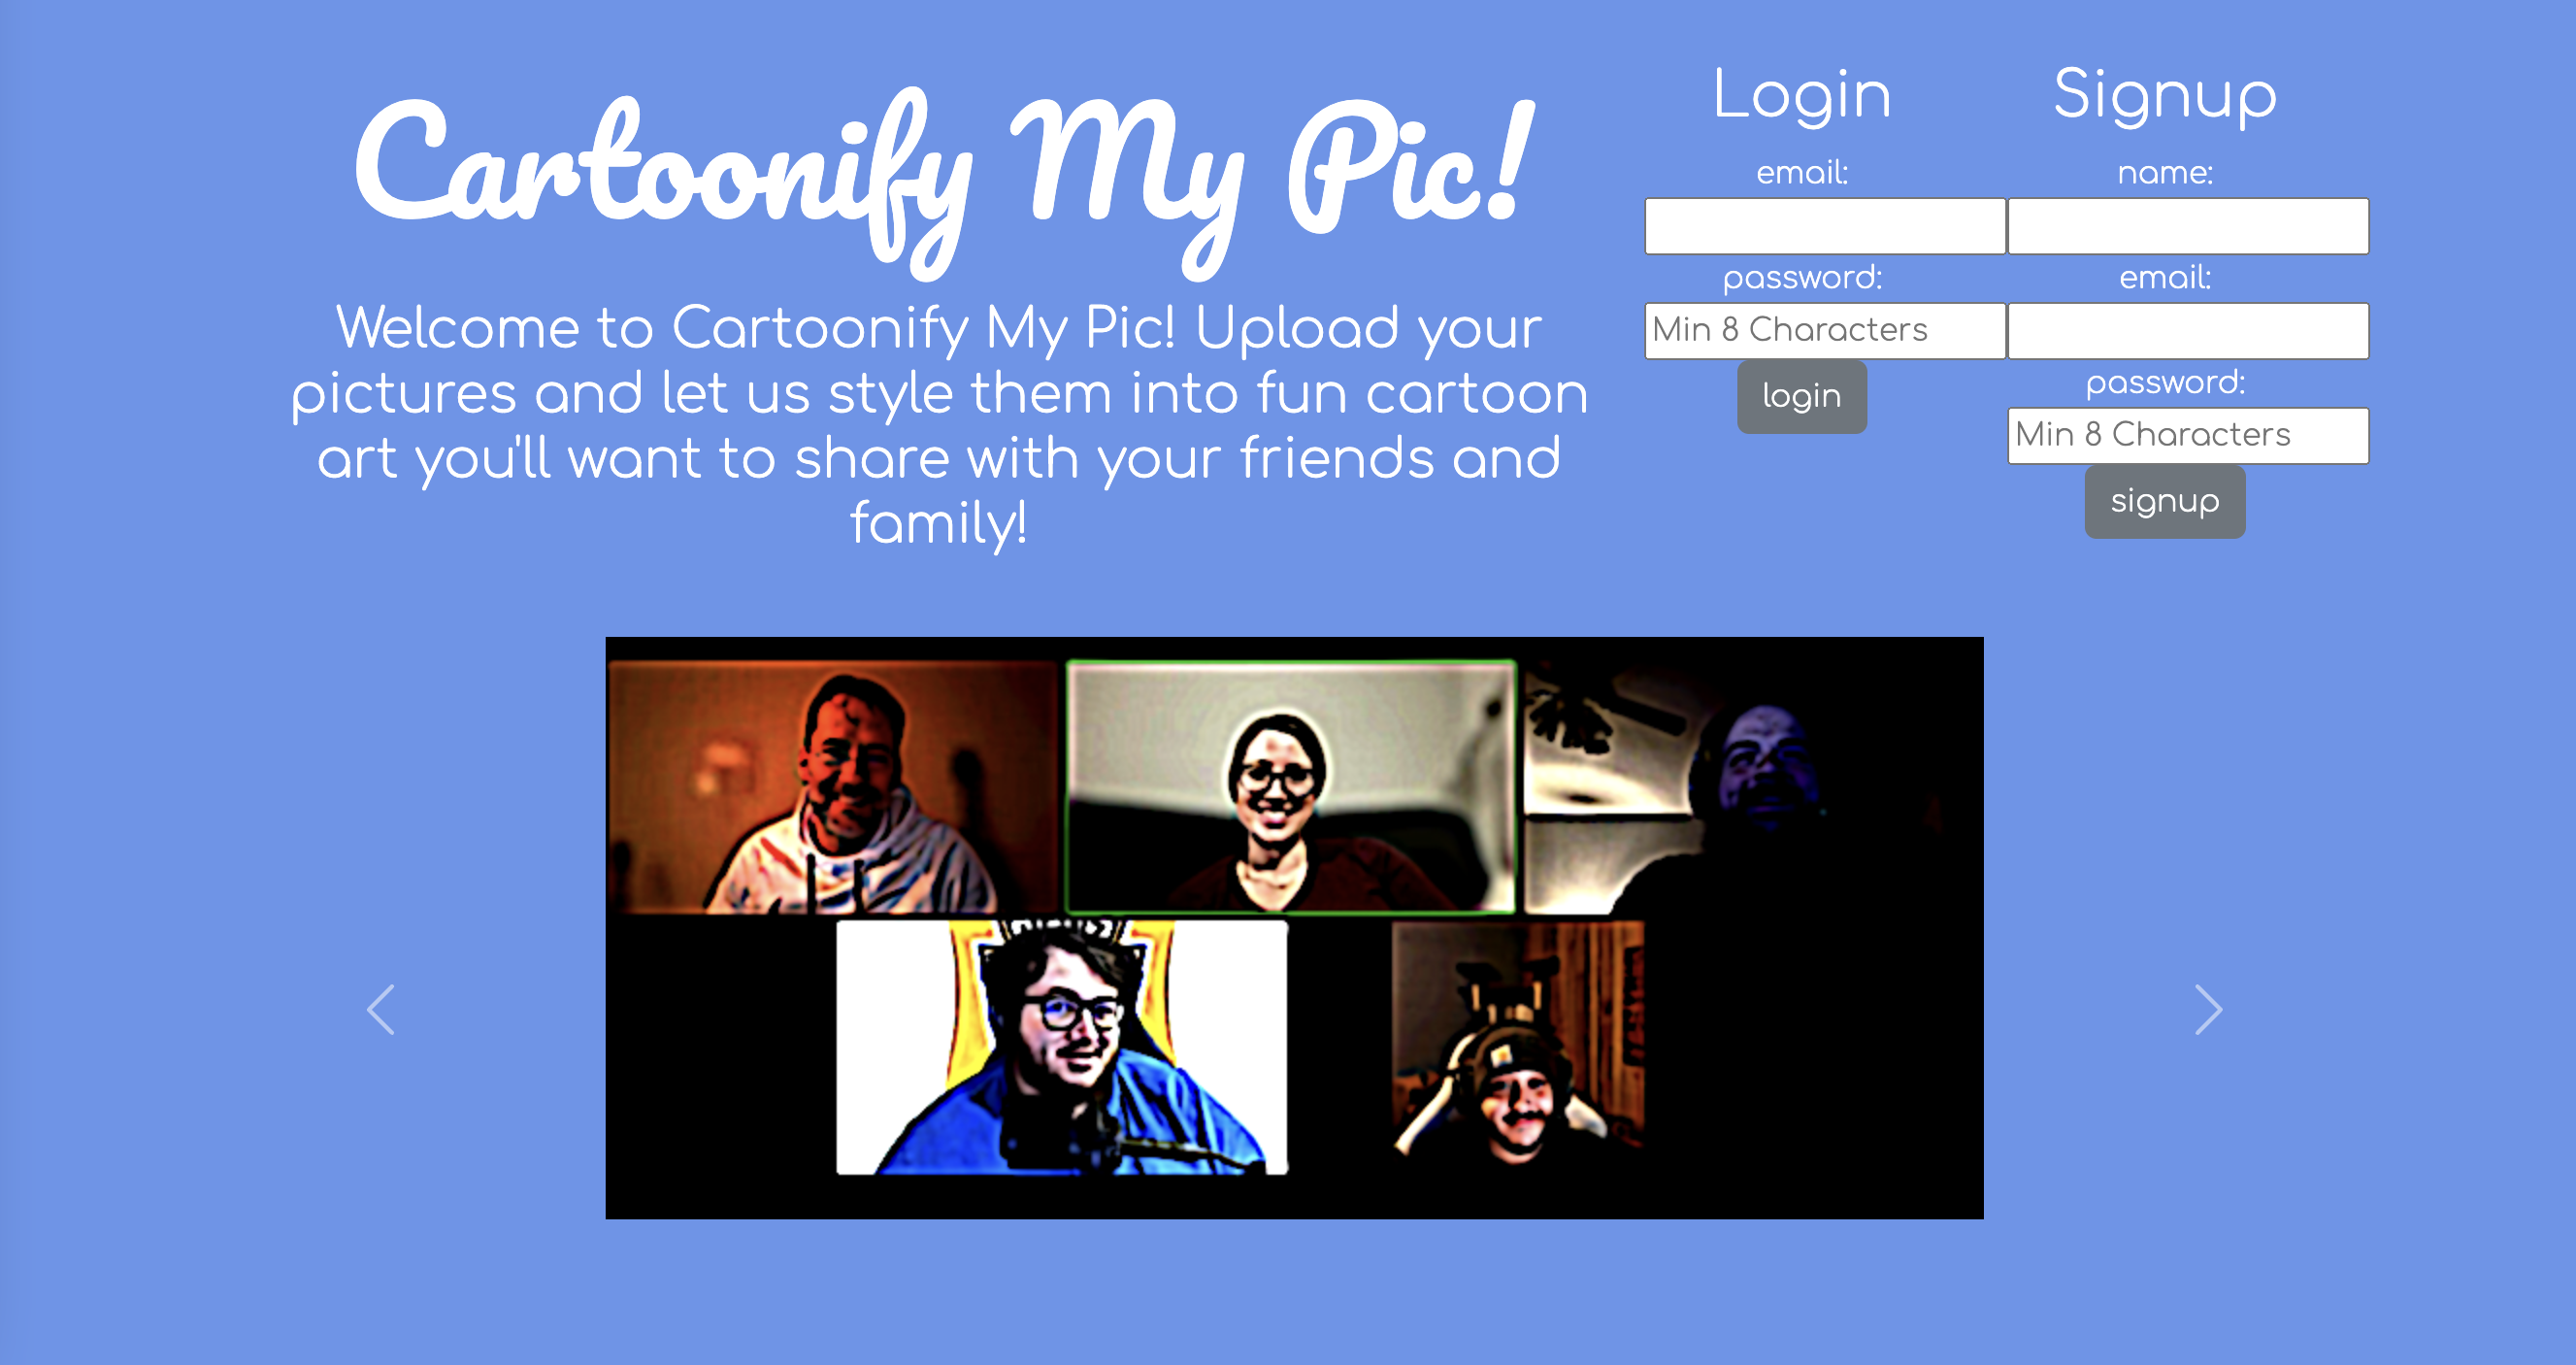 Cartoonify My Pic!
Welcome to Cartoonify My Pic! Upload your
pictures and let us style them into fun cartoon
art you'll want to share with your friends and
family!
Login
email:
password:
Min 8 Characters
login
Signup
name:
email:
password:
Min 8 Characters
signup